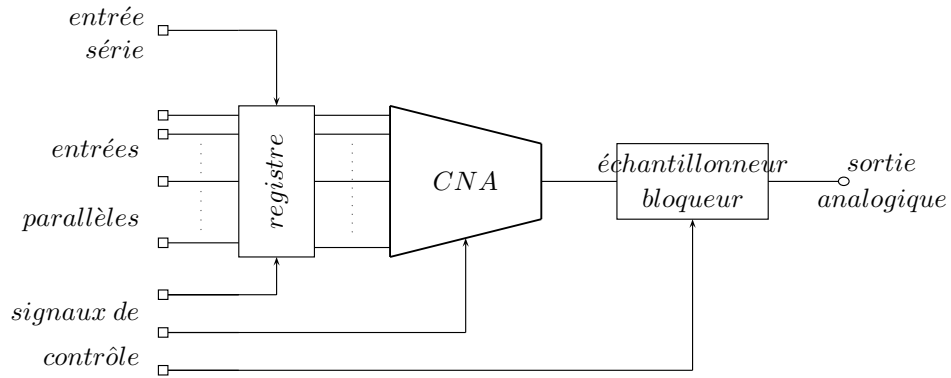 entrée
série
entrées
parallèles
signaux de
contrôle
registre
CNA
échantillonneur
bloqueur
sortie
analogique